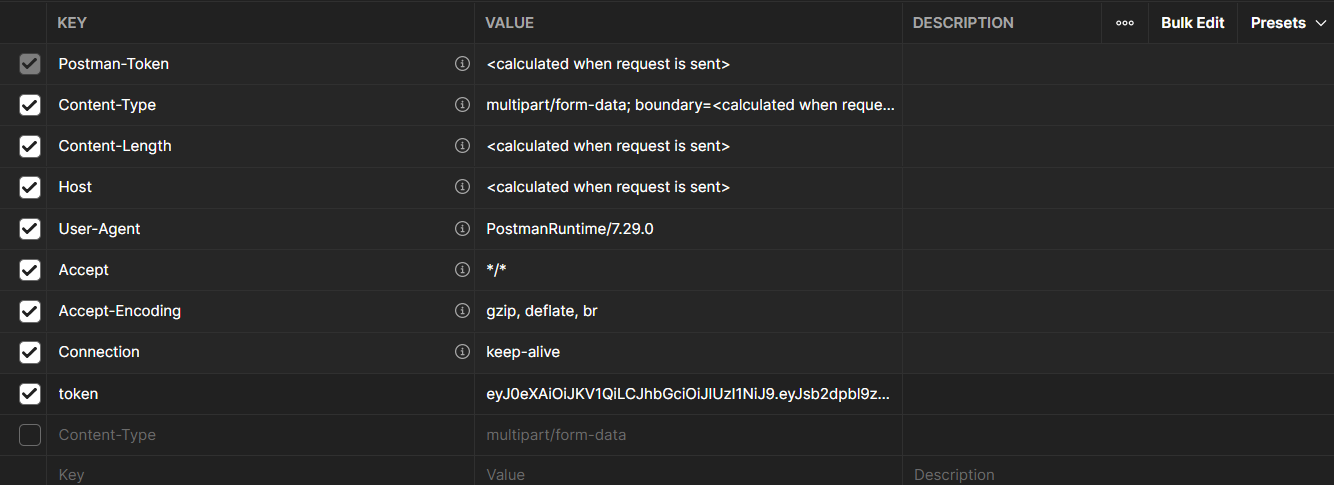 KEY VALUE DESCRIPTION ooo Bulk Edit Presets
Postman-Token <calculated when request is sent>
Content-Type multipart/form-data; boundary=<calculated when reque...
Content-Length <calculated when request is sent>
Host <calculated when request is sent>
User-Agent PostmanRuntime/7.29.0
Accept */*
Accept-Encoding gzip, deflate, br
Connection keep-alive
token eyJ0eXAiOiJKV1QiLCJhbGciOiJIUzI1NiJ9.eyJsb2dpbl9z...
Content-Type multipart/form-data
Key Value Description